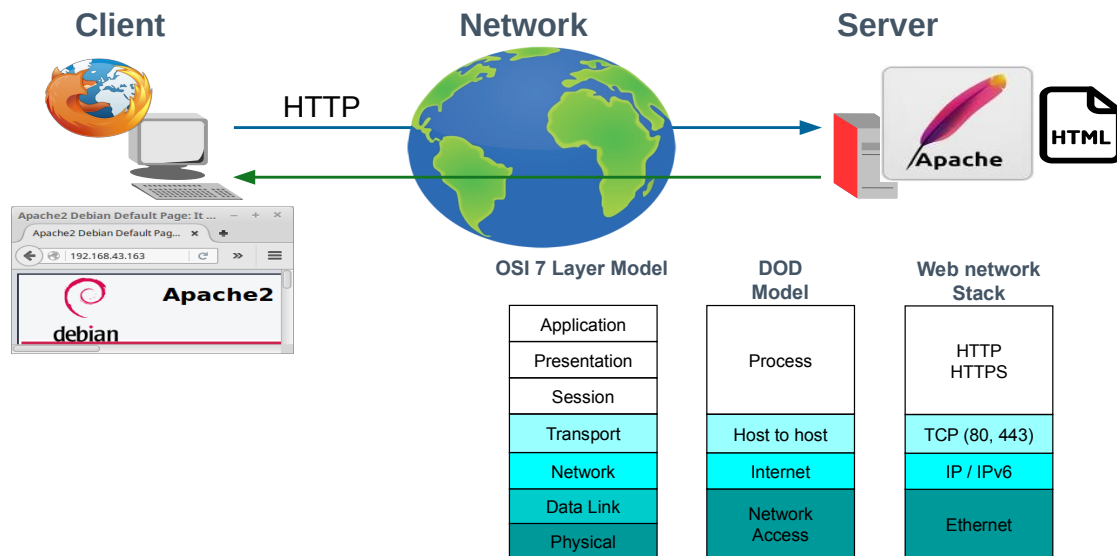 Client
Network
Server
HTTP
Apache
HTML
Apache2 Debian Default Page: It ...
Apache2 Debian Default Pag...
192.168.43.163
Apache2
debian
OSI 7 Layer Model
Application
Presentation
Session
Transport
Network
Data Link
Physical
DOD
Model
Process
Host to host
Internet
Network
Access
Web network
Stack
HTTP
HTTPS
TCP (80, 443)
IP / IPv6
Ethernet